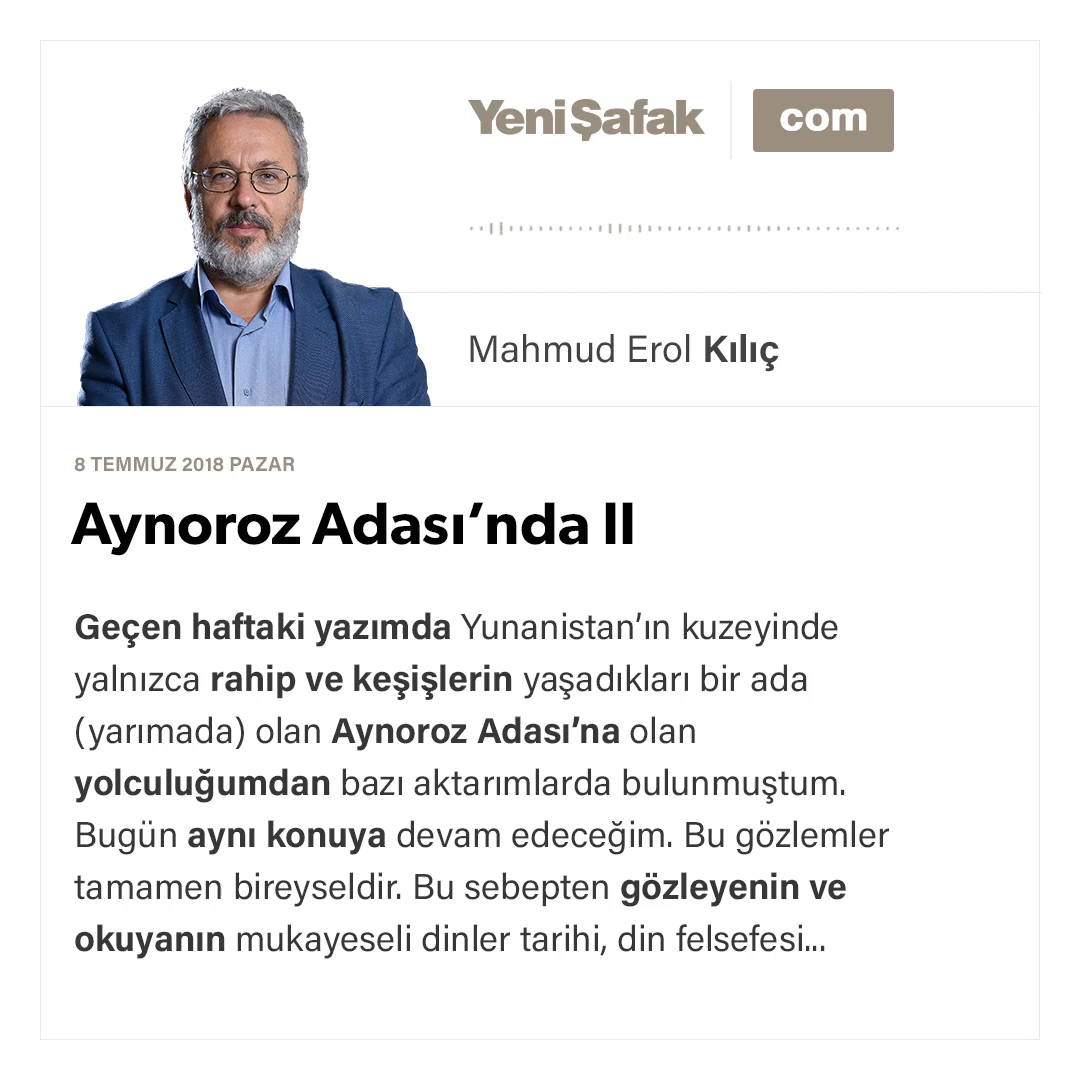 YeniŞafak com
Mahmud Erol Kılıç
8 TEMMUZ 2018 PAZAR
Aynoroz Adası’nda II
Geçen haftaki yazımda Yunanistan’ın kuzeyinde
yalnızca rahip ve keşişlerin yaşadıkları bir ada
(yarımada) olan Aynoroz Adası’na olan
yolculuğumdan bazı aktarımlarda bulunmuştum.
Bugün aynı konuya devam edeceğim. Bu gözlemler
tamamen bireyseldir. Bu sebepten gözleyenin ve
okuyanın mukayeseli dinler tarihi, din felsefesi...